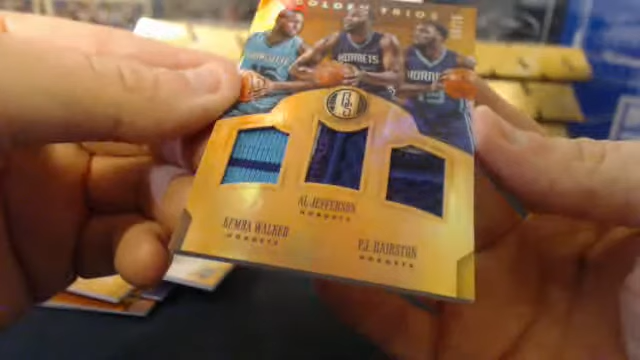 GOLDEN TRIOS
HORNETS
AL JEFFERSON
HORNETS
KEMBA WALKER
HORNETS
P.J. HAIRSTON
HORNETS